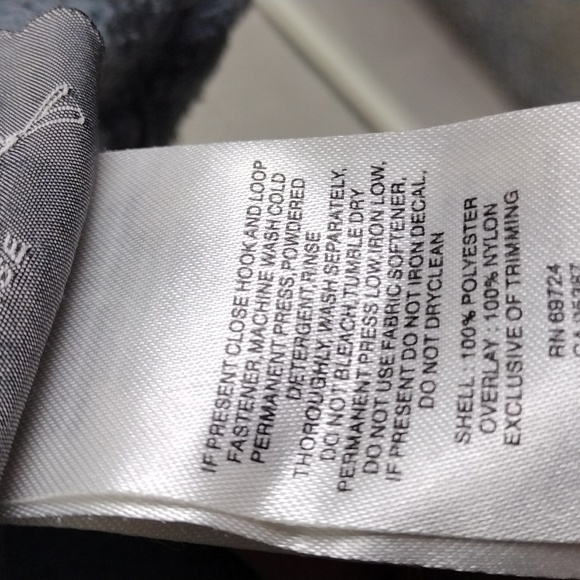 IF PRESENT CLOSE HOOK AND LOOP
FASTENER, MACHINE WASH COLD
PERMANENT PRESS, POWDERED
DETERGENT, RINSE
THOROUGHLY, WASH SEPARATELY,
DO NOT BLEACH, TUMBLE DRY
PERMANENT PRESS LOW, IRON LOW,
DO NOT USE FABRIC SOFTENER,
IF PRESENT DO NOT IRON DECAL,
DO NOT DRYCLEAN
SHELL : 100% POLYESTER
OVERLAY : 100% NYLON
EXCLUSIVE OF TRIMMING
RN 69724